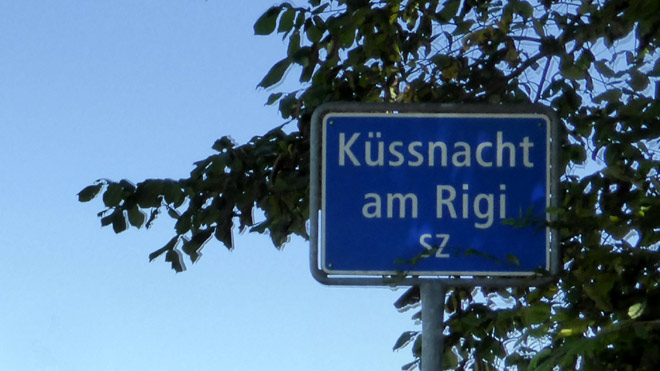 Küssnacht
am Rigi
SZ